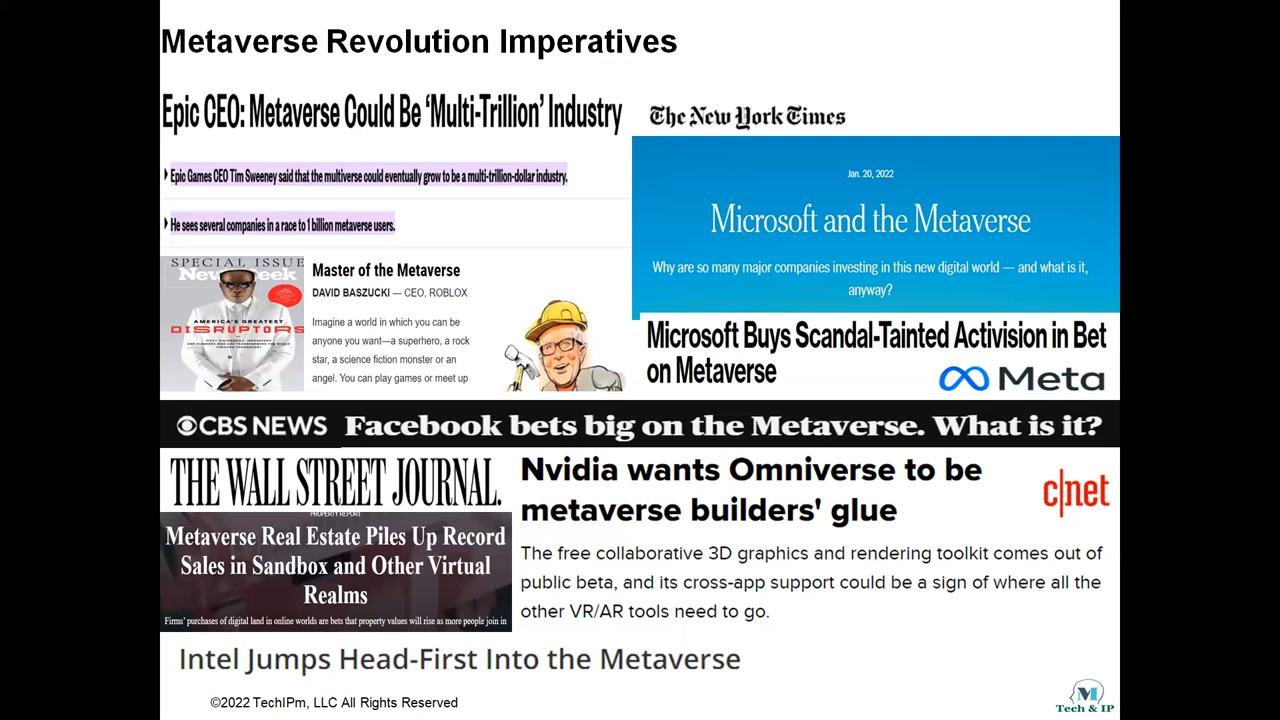 Metaverse Revolution Imperatives
Epic CEO: Metaverse Could Be ‘Multi-Trillion’ Industry
Epic Games CEO Tim Sweeney said that the multiverse could eventually grow to be a multi-trillion-dollar industry.
He sees several companies in a race to 1 billion metaverse users.
The New York Times
Jan. 20, 2022
Microsoft and the Metaverse
Why are so many major companies investing in this new digital world — and what is it,
anyway?
SPECIAL ISSUE
AMERICA'S GREATEST
DISRUPTORS
Master of the Metaverse
DAVID BASZUCKI — CEO, ROBLOX
Imagine a world in which you can be
anyone you want—a superhero, a rock
star, a science fiction monster or an
angel. You can play games or meet up
Microsoft Buys Scandal-Tainted Activision in Bet
on Metaverse
Meta
CBS NEWS Facebook bets big on the Metaverse. What is it?
THE WALL STREET JOURNAL.
PROPERTY REPORT
Metaverse Real Estate Piles Up Record
Sales in Sandbox and Other Virtual
Realms
Firms' purchases of digital land in online worlds are bets that property values will rise as more people join in
Nvidia wants Omniverse to be
metaverse builders' glue
c|net
The free collaborative 3D graphics and rendering toolkit comes out of
public beta, and its cross-app support could be a sign of where all the
other VR/AR tools need to go.
Intel Jumps Head-First Into the Metaverse
©2022 TechIPm, LLC All Rights Reserved
M
Tech & IP